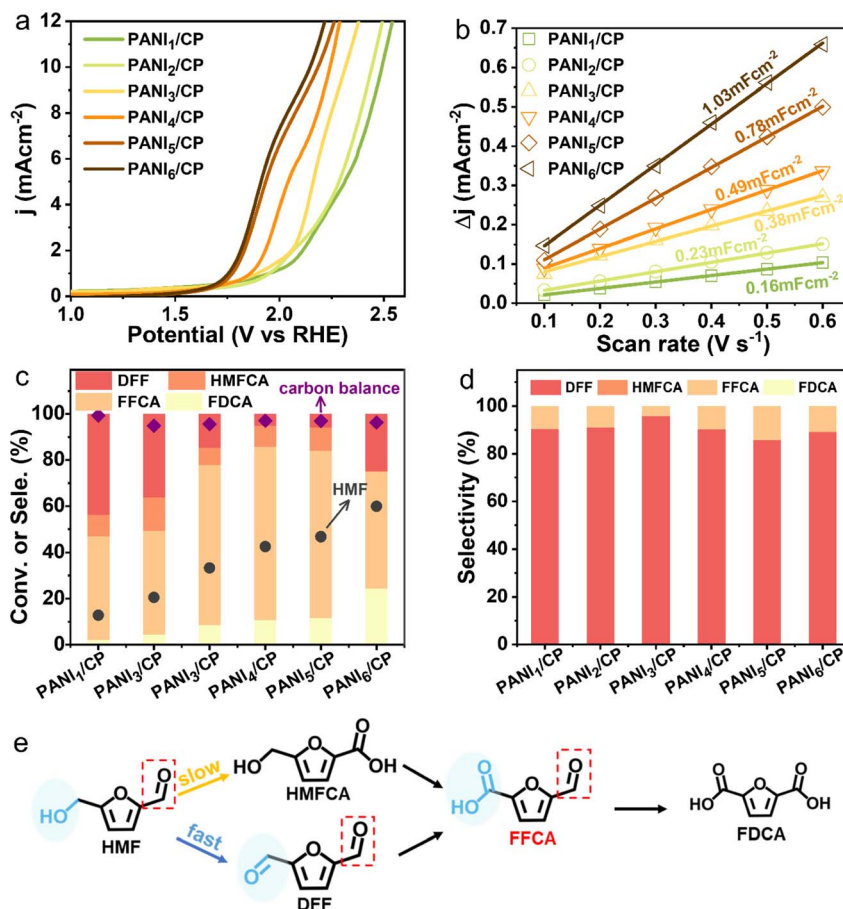 a
12
10
8
6
4
2
0
j (mAcm⁻²)
PANI₁/CP
PANI₂/CP
PANI₃/CP
PANI₄/CP
PANI₅/CP
PANI₆/CP
1.0 1.5 2.0 2.5
Potential (V vs RHE)
b
0.7
0.6
0.5
0.4
0.3
0.2
0.1
0.0
Δj (mAcm⁻²)
PANI₁/CP
PANI₂/CP
PANI₃/CP
PANI₄/CP
PANI₅/CP
PANI₆/CP
1.03mFcm⁻²
0.78mFcm⁻²
0.49mFcm⁻²
0.38mFcm⁻²
0.23mFcm⁻²
0.16mFcm⁻²
0.1 0.2 0.3 0.4 0.5 0.6
Scan rate (V s⁻¹)
c
DFF HMFCA
FFCA FDCA
carbon balance
HMF
100
80
60
40
20
0
Conv. or Sele. (%)
PANI₁/CP PANI₃/CP PANI₃/CP PANI₄/CP PANI₅/CP PANI₆/CP
d
DFF HMFCA FFCA FDCA
100
80
60
40
20
0
Selectivity (%)
PANI₁/CP PANI₂/CP PANI₃/CP PANI₄/CP PANI₅/CP PANI₆/CP
e
HO O O
HMF
slow
fast
HO O O OH
HMFCA
O O O
DFF
O HO O O
FFCA
O HO O O OH
FDCA